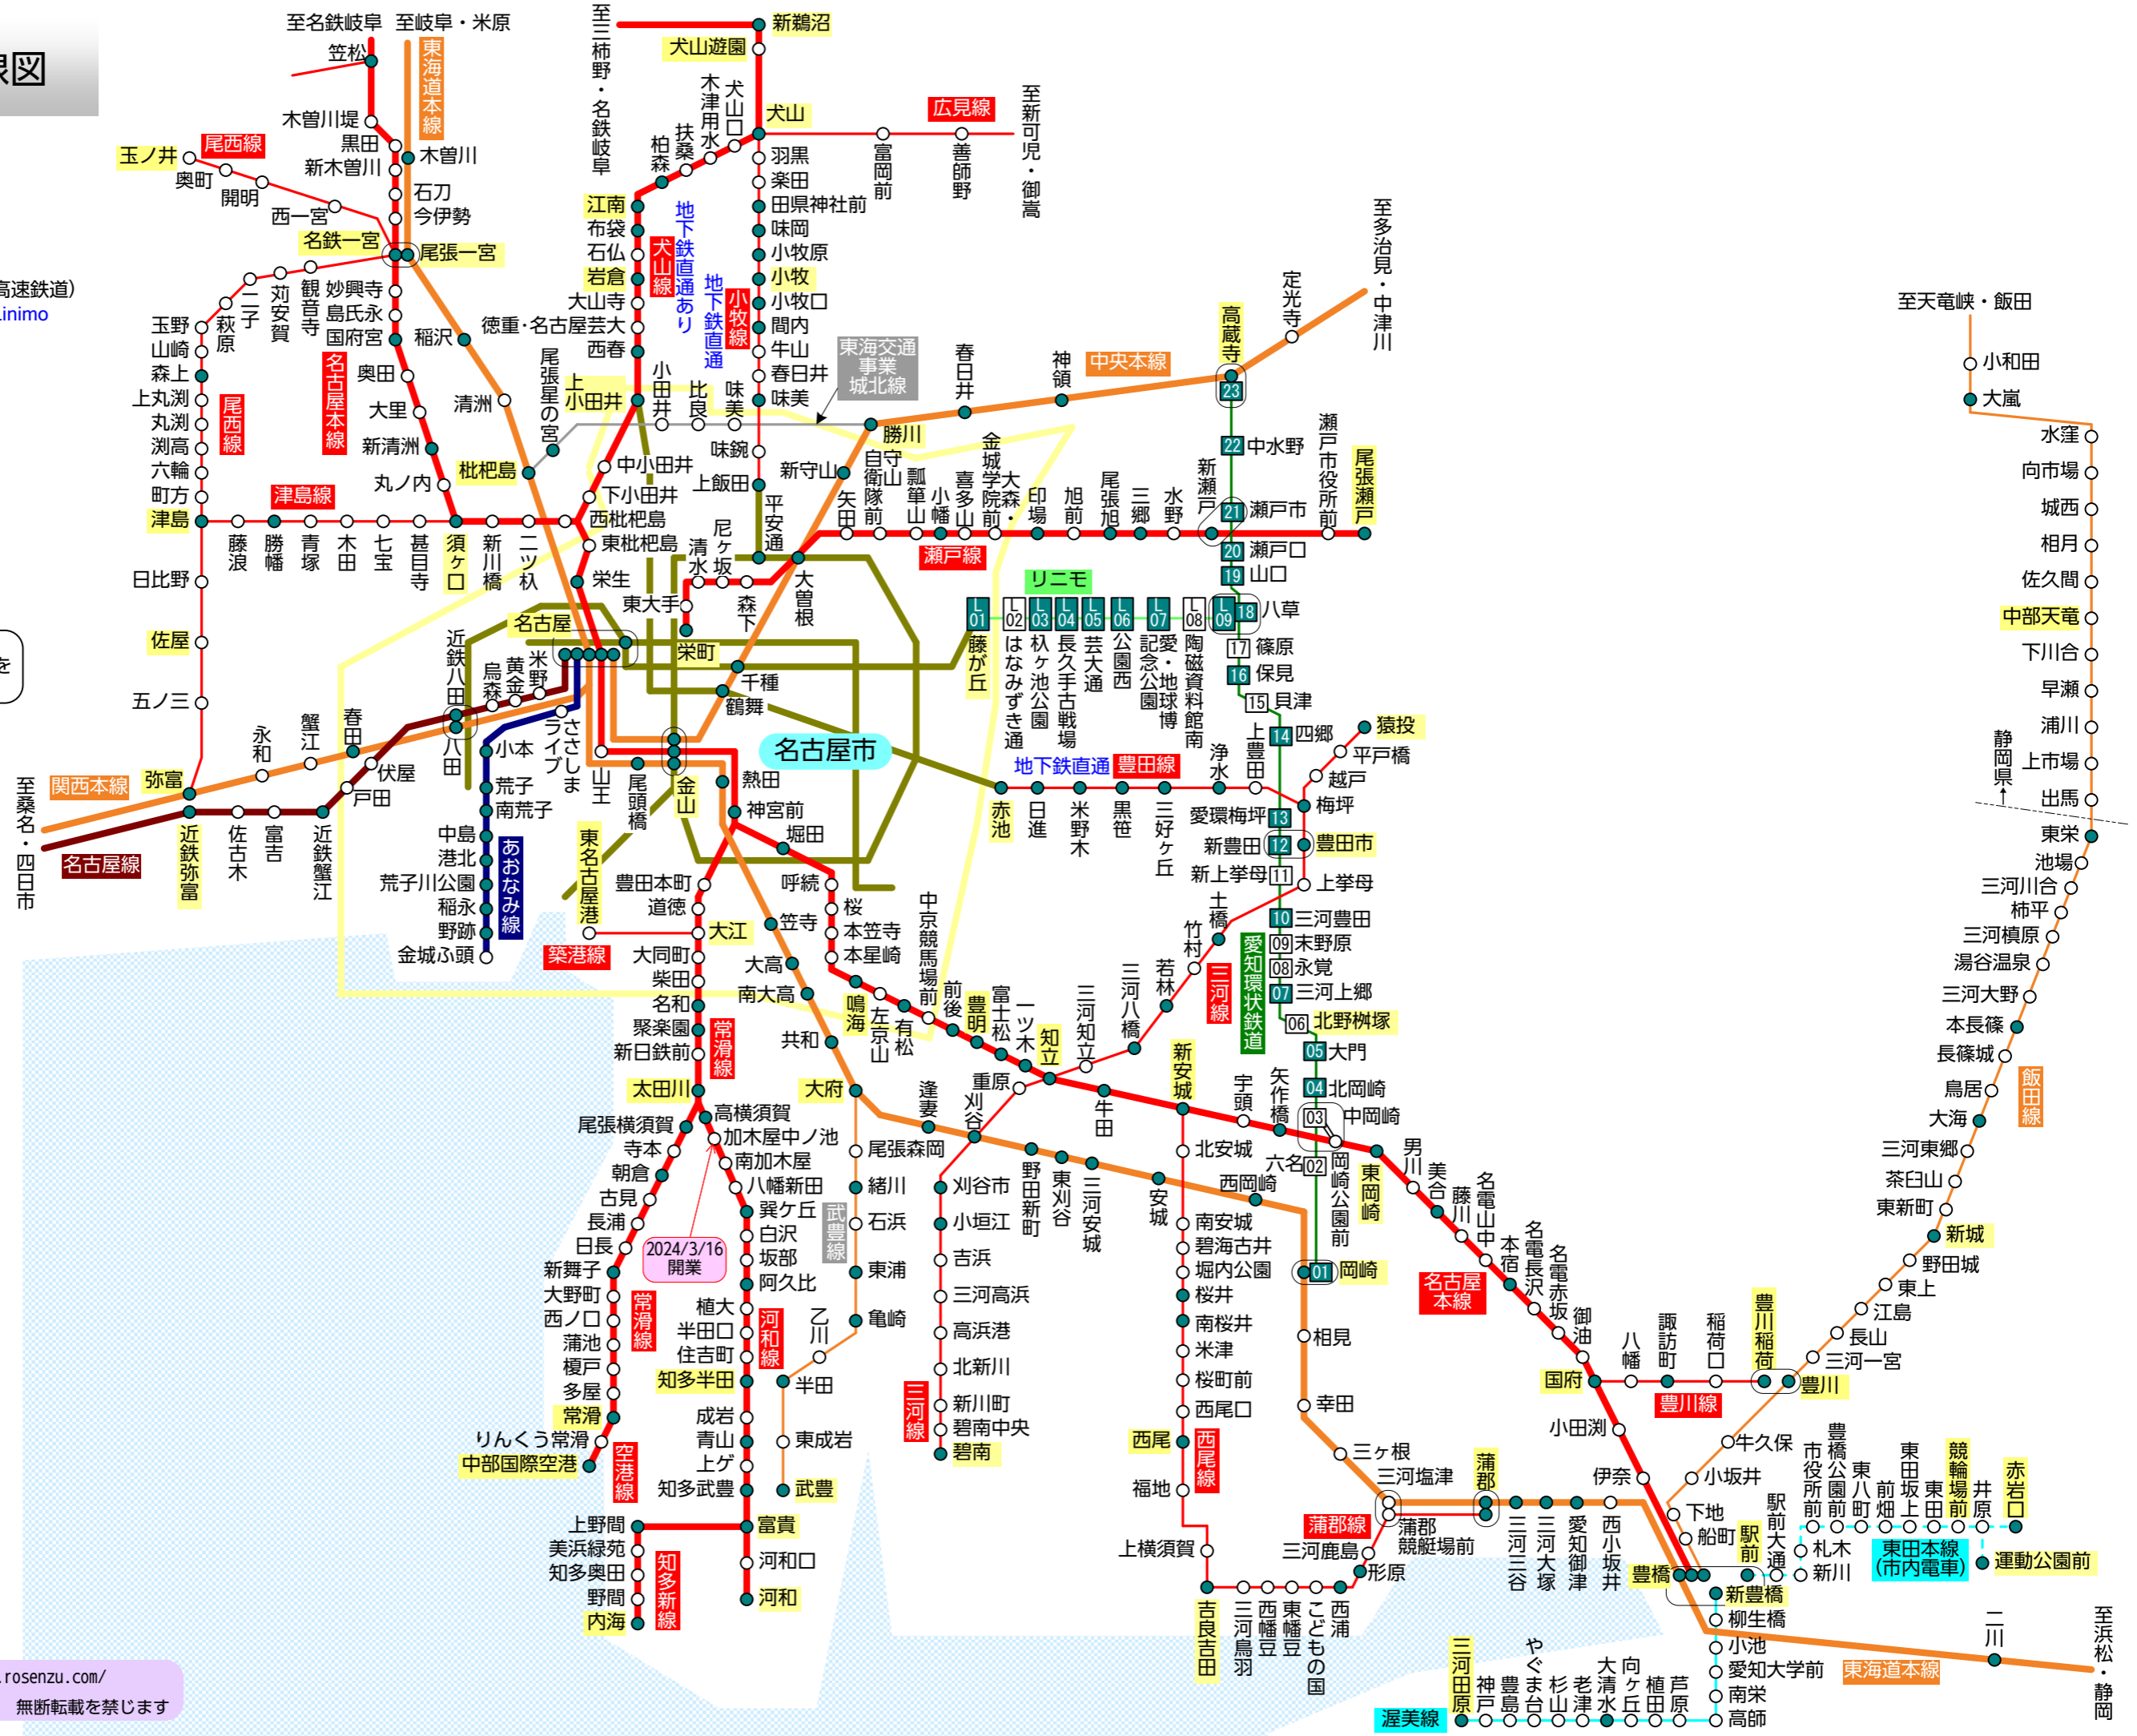 線図
高速鉄道)
Linimo
を
.rosenzu.com/
無断転載を禁じます
至名鉄岐阜
至岐阜・米原
笠松
東海道本線
木曽川堤
黒田
新木曽川
木曽川
石刀
今伊勢
名鉄一宮
尾張一宮
玉ノ井
尾西線
奥町
開明
西一宮
観音寺
苅安賀
二子
萩原
玉野
山崎
森上
上丸渕
丸渕
渕高
六輪
町方
津島
尾西線
日比野
佐屋
五ノ三
弥富
妙興寺
島氏永
国府宮
名古屋本線
奥田
大里
新清洲
丸ノ内
稲沢
清洲
枇杷島
津島線
藤浪
勝幡
青塚
木田
七宝
甚目寺
須ヶ口
新川橋
二ツ杁
西枇杷島
東枇杷島
栄生
名古屋
至三柿野・名鉄岐阜
新鵜沼
犬山遊園
犬山
犬山口
木津用水
扶桑
柏森
江南
布袋
石仏
岩倉
大山寺
徳重・名古屋芸大
西春
上小田井
中小田井
下小田井
犬山線
地下鉄直通あり
広見線
富岡前
善師野
至新可児・御嵩
羽黒
楽田
田県神社前
味岡
小牧原
小牧
小牧口
間内
牛山
春日井
味美
味鋺
上飯田
平安通
小牧線
地下鉄直通
尾張星の宮
小田井
比良
味美
東海交通
事業
城北線
勝川
春日井
神領
中央本線
高蔵寺
定光寺
至多治見・中津川
新守山
大曽根
千種
鶴舞
金山
栄町
東大手
清水
尼ヶ坂
森下
矢田
守山自衛隊前
瓢箪山
小幡
喜多山
大森・金城学院前
印場
旭前
尾張旭
三郷
水野
新瀬戸
瀬戸市役所前
尾張瀬戸
瀬戸線
23
22 中水野
21 瀬戸市
20 瀬戸口
19 山口
18 八草
17 篠原
16 保見
15 貝津
14 四郷
13 愛環梅坪
12 新豊田
11 新上挙母
10 三河豊田
09 末野原
08 永覚
07 三河上郷
06 北野桝塚
05 大門
04 北岡崎
03 中岡崎
02 六名
01 岡崎
愛知環状鉄道
リニモ
L01 藤が丘
L02 はなみずき通
L03 杁ヶ池公園
L04 長久手古戦場
L05 芸大通
L06 公園西
L07 愛・地球博記念公園
L08 陶磁資料館南
L09
名古屋市
近鉄八田
八田
烏森
黄金
米野
春田
蟹江
永和
伏屋
戸田
近鉄蟹江
富吉
佐古木
近鉄弥富
関西本線
名古屋線
至桑名・四日市
ささしまライブ
小本
荒子
南荒子
中島
港北
荒子川公園
稲永
野跡
金城ふ頭
あおなみ線
山王
尾頭橋
熱田
神宮前
堀田
呼続
桜
本笠寺
本星崎
鳴海
左京山
有松
中京競馬場前
前後
豊明
富士松
一ツ木
知立
牛田
新安城
宇頭
矢作橋
岡崎公園前
東岡崎
男川
美合
藤川
名電山中
本宿
名電長沢
名電赤坂
御油
国府
小田渕
伊奈
豊橋
名古屋
本線
豊田本町
道徳
大江
大同町
柴田
名和
聚楽園
新日鉄前
太田川
常滑線
東名古屋港
築港線
尾張横須賀
寺本
朝倉
古見
長浦
日長
新舞子
大野町
西ノ口
蒲池
榎戸
多屋
常滑
常滑線
りんくう常滑
中部国際空港
空港線
高横須賀
加木屋中ノ池
南加木屋
八幡新田
巽ケ丘
白沢
坂部
阿久比
植大
半田口
住吉町
知多半田
成岩
青山
上ゲ
知多武豊
富貴
河和口
河和
河和線
2024/3/16
開業
上野間
美浜緑苑
知多奥田
野間
内海
知多新線
笠寺
大高
南大高
共和
大府
逢妻
刈谷
野田新町
東刈谷
三河安城
安城
西岡崎
相見
幸田
三ヶ根
三河塩津
蒲郡
三河三谷
三河大塚
愛知御津
西小坂井
二川
東海道本線
至浜松・静岡
尾張森岡
緒川
石浜
東浦
亀崎
乙川
半田
東成岩
武豊
武豊線
地下鉄直通
豊田線
赤池
日進
米野木
黒笹
三好ヶ丘
浄水
上豊田
梅坪
猿投
平戸橋
越戸
豊田市
上挙母
土橋
竹村
若林
三河八橋
三河知立
三河線
重原
刈谷市
小垣江
吉浜
三河高浜
高浜港
北新川
新川町
碧南中央
碧南
三河線
北安城
南安城
碧海古井
堀内公園
桜井
南桜井
米津
桜町前
西尾口
西尾
福地
上横須賀
吉良吉田
西尾線
三河鳥羽
西幡豆
東幡豆
こどもの国
西浦
形原
三河鹿島
蒲郡
競艇場前
蒲郡線
八幡
諏訪町
稲荷口
豊川稲荷
豊川線
豊川
三河一宮
長山
江島
東上
野田城
新城
東新町
茶臼山
三河東郷
大海
鳥居
長篠城
本長篠
三河大野
湯谷温泉
三河槙原
柿平
三河川合
池場
東栄
出馬
上市場
浦川
早瀬
下川合
中部天竜
佐久間
相月
城西
向市場
水窪
大嵐
小和田
至天竜峡・飯田
静岡県→
飯田線
牛久保
小坂井
下地
船町
駅前
駅前大通
新川
札木
市役所前
豊橋公園前
東八町
前畑
東田坂上
東田
競輪場前
井原
赤岩口
運動公園前
東田本線
(市内電車)
新豊橋
柳生橋
小池
愛知大学前
南栄
高師
芦原
植田
向ヶ丘
大清水
老津
杉山
やぐま台
豊島
神戸
三河田原
渥美線